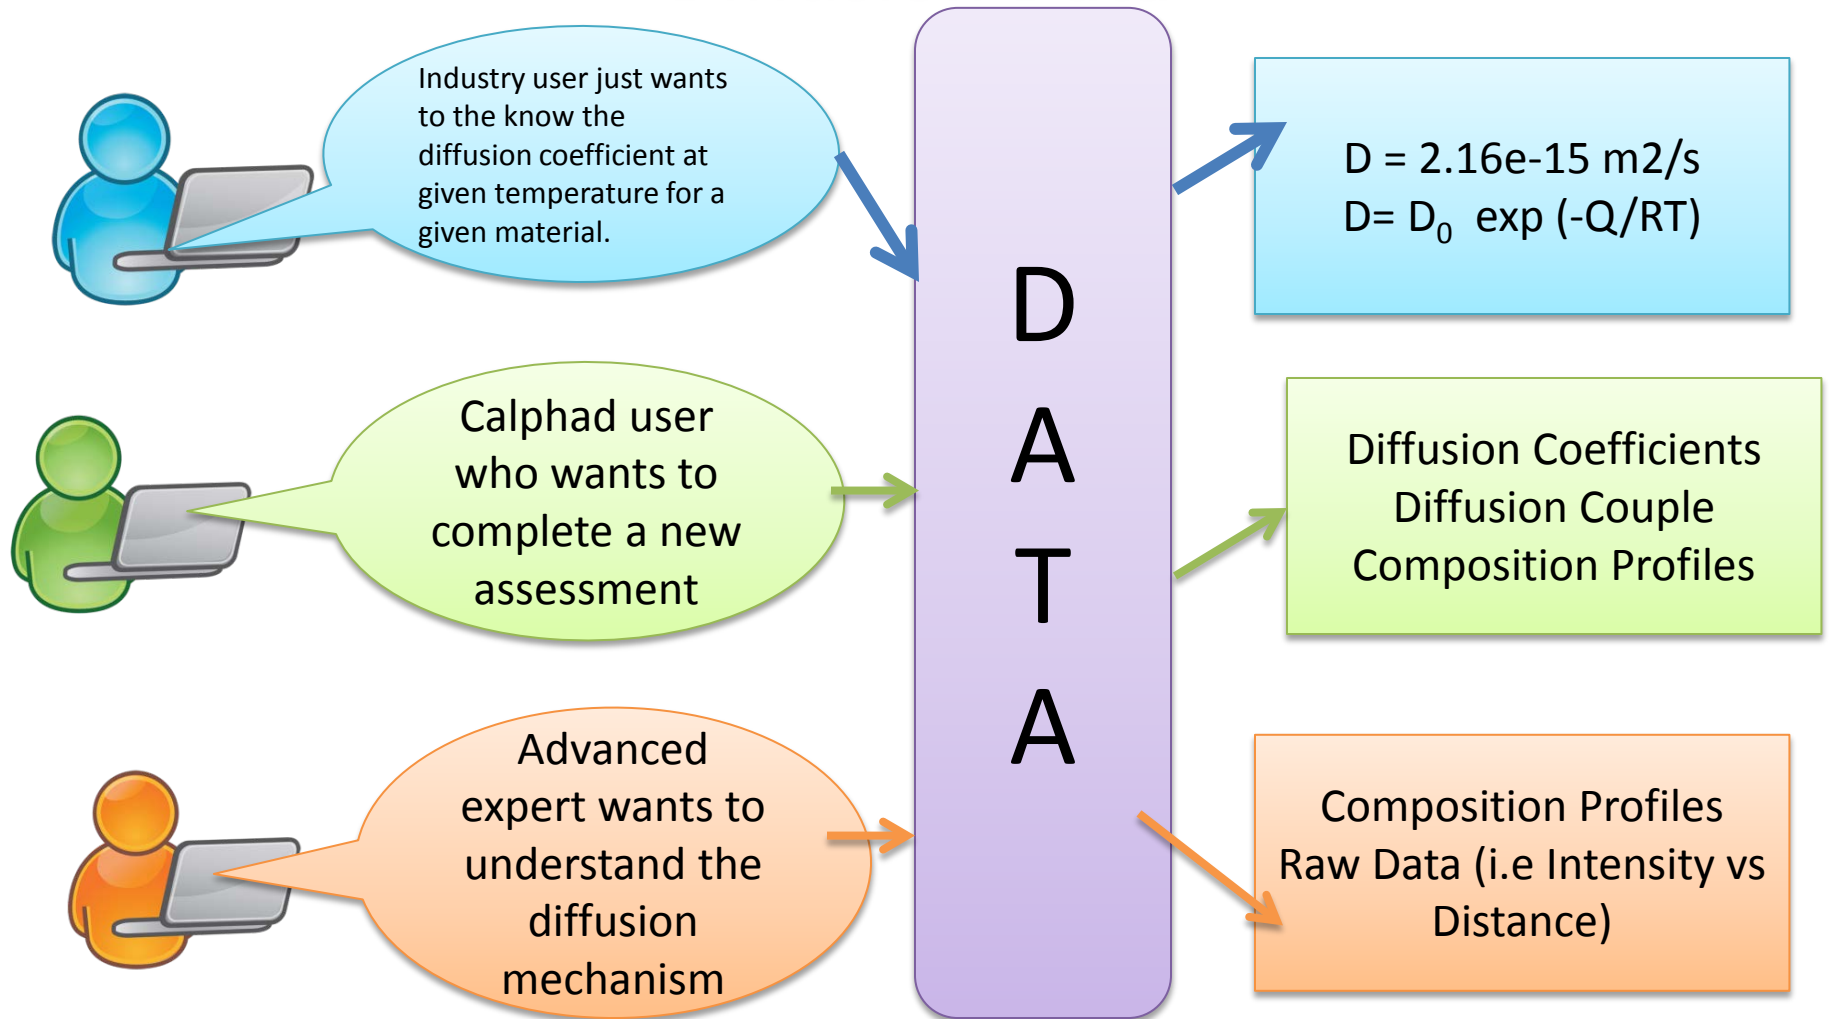 Industry user just wants
to the know the
diffusion coefficient at
given temperature for a
given material.
D
A
T
A
D = 2.16e-15 m2/s
D= D₀ exp (-Q/RT)
Calphad user
who wants to
complete a new
assessment
Diffusion Coefficients
Diffusion Couple
Composition Profiles
Advanced
expert wants to
understand the
diffusion
mechanism
Composition Profiles
Raw Data (i.e Intensity vs
Distance)